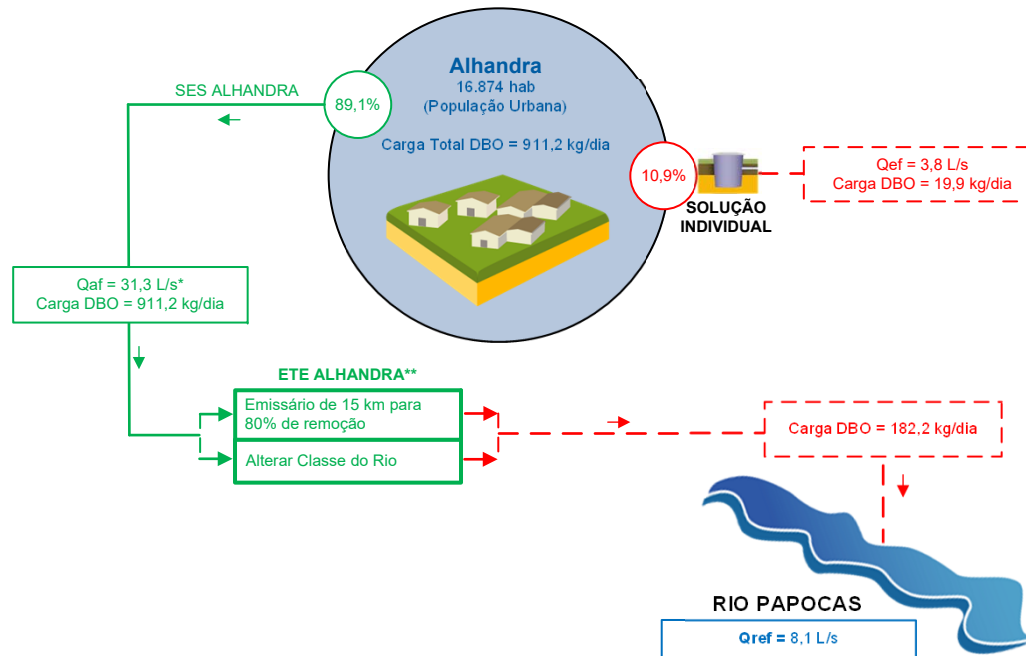 Alhandra
16.874 hab
(População Urbana)
Carga Total DBO = 911,2 kg/dia
SES ALHANDRA
89,1%
10,9%
SOLUÇÃO
INDIVIDUAL
Qef = 3,8 L/s
Carga DBO = 19,9 kg/dia
Qaf = 31,3 L/s*
Carga DBO = 911,2 kg/dia
ETE ALHANDRA**
Emissário de 15 km para
80% de remoção
Alterar Classe do Rio
Carga DBO = 182,2 kg/dia
RIO PAPOCAS
Qref = 8,1 L/s